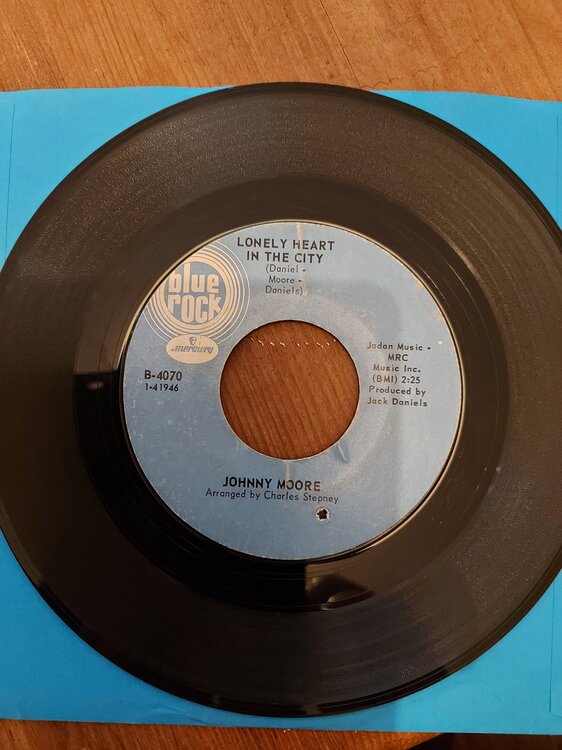 LONELY HEART
IN THE CITY
(Daniel -
Moore -
Daniels)
blue
rock
mercury
B-4070
1-41946
Jadan Music -
MRC
Music Inc.
(BMI) 2:25
Produced by
Jack Daniels
JOHNNY MOORE
Arranged by Charles Stepney